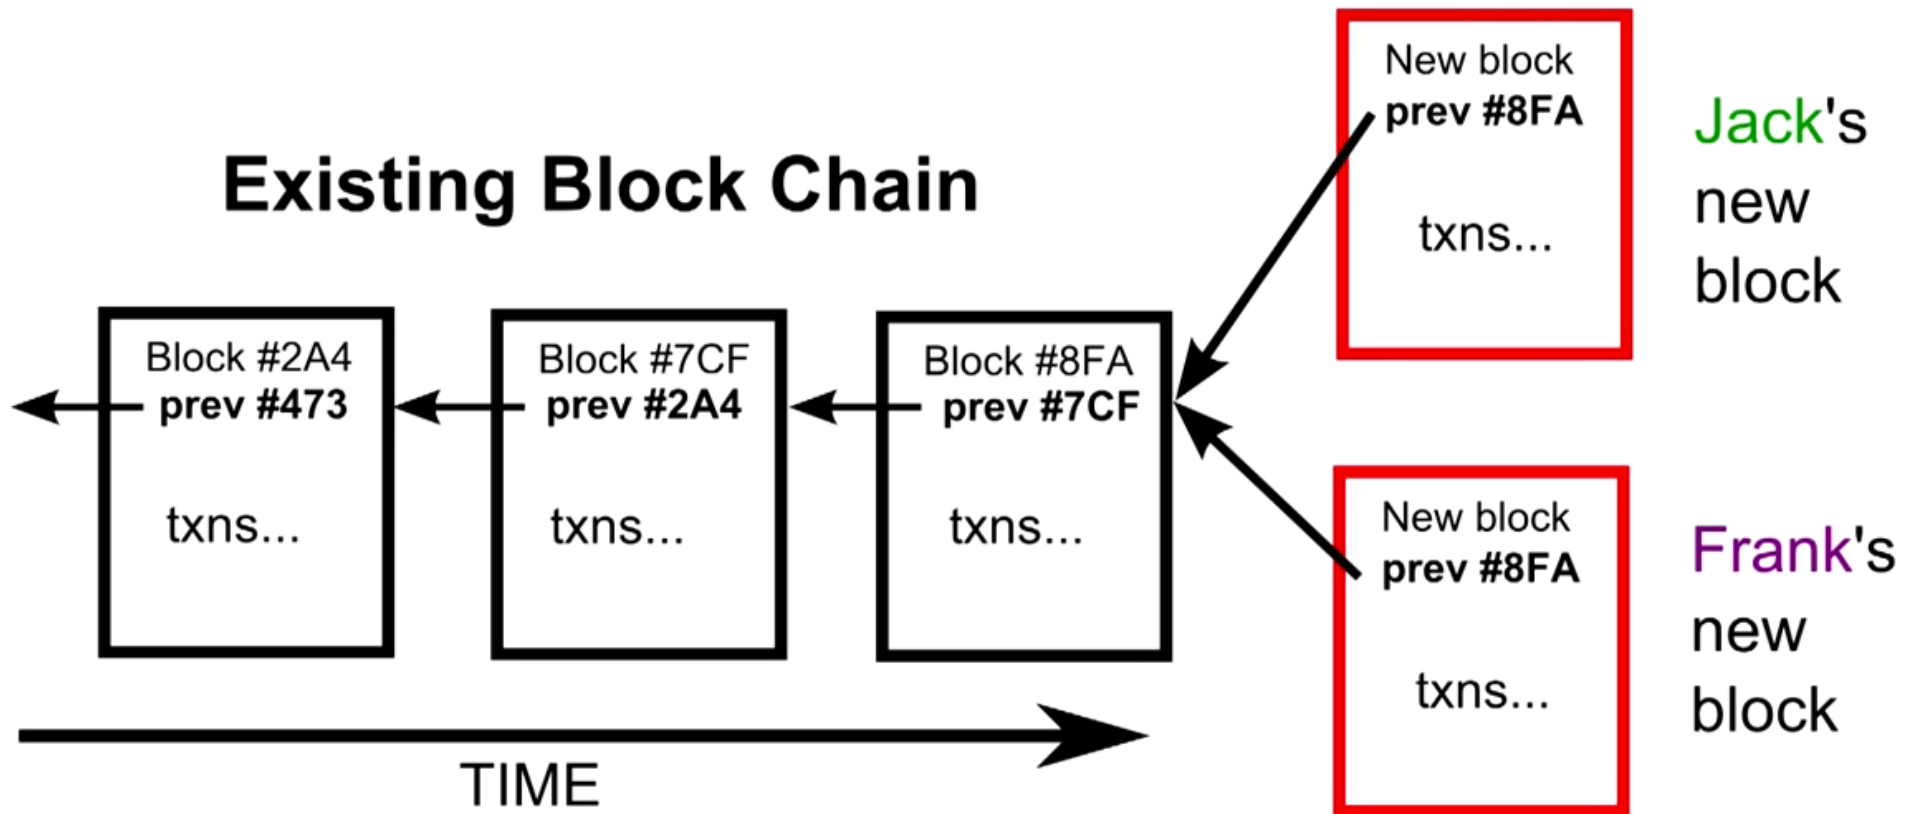 Existing Block Chain
Block #2A4
prev #473
txns...
Block #7CF
prev #2A4
txns...
Block #8FA
prev #7CF
txns...
TIME
New block
prev #8FA
txns...
Jack's
new
block
New block
prev #8FA
txns...
Frank's
new
block